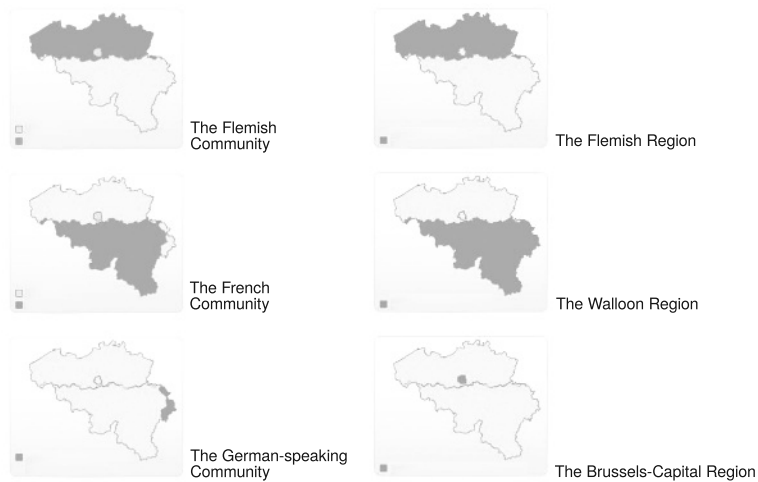 The Flemish
Community
The Flemish Region
The French
Community
The Walloon Region
The German-speaking
Community
The Brussels-Capital Region